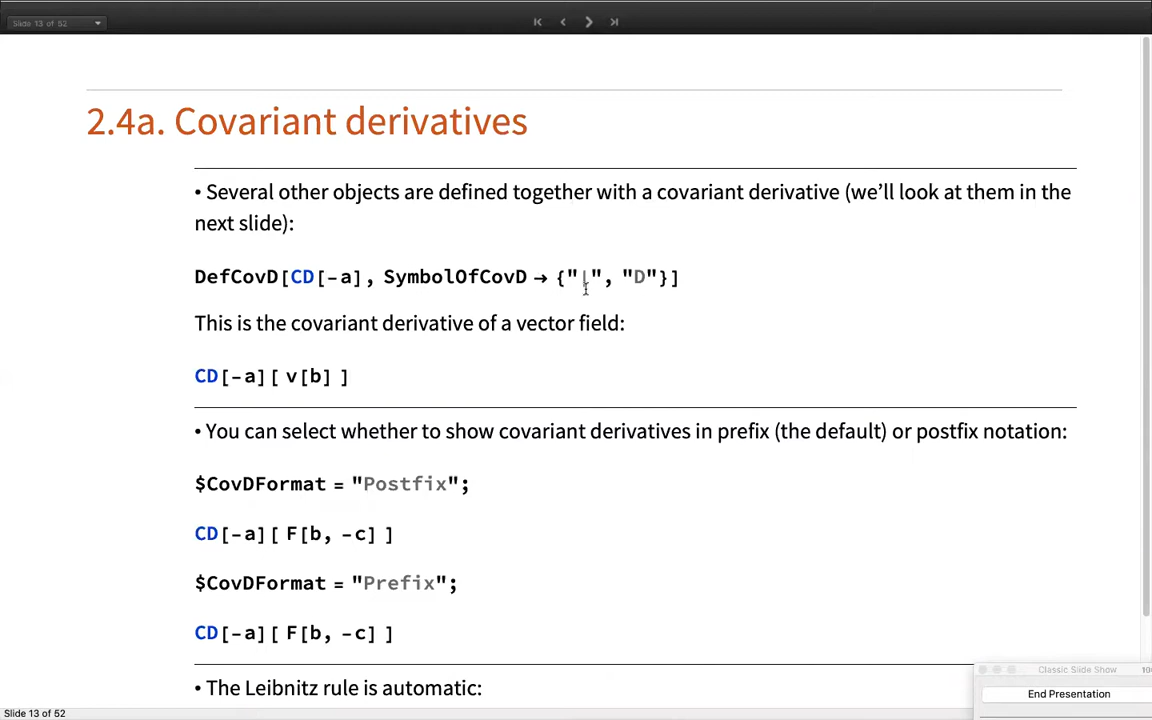 Slide 13 of 52
2.4a. Covariant derivatives
• Several other objects are defined together with a covariant derivative (we'll look at them in the
next slide):
DefCovD[CD[-a], SymbolOfCovD → {"|", "D"}]
This is the covariant derivative of a vector field:
CD[-a][ v[b] ]
• You can select whether to show covariant derivatives in prefix (the default) or postfix notation:
$CovDFormat = "Postfix";
CD[-a][ F[b, -c] ]
$CovDFormat = "Prefix";
CD[-a][ F[b, -c] ]
• The Leibnitz rule is automatic:
Classic Slide Show
End Presentation
Slide 13 of 52